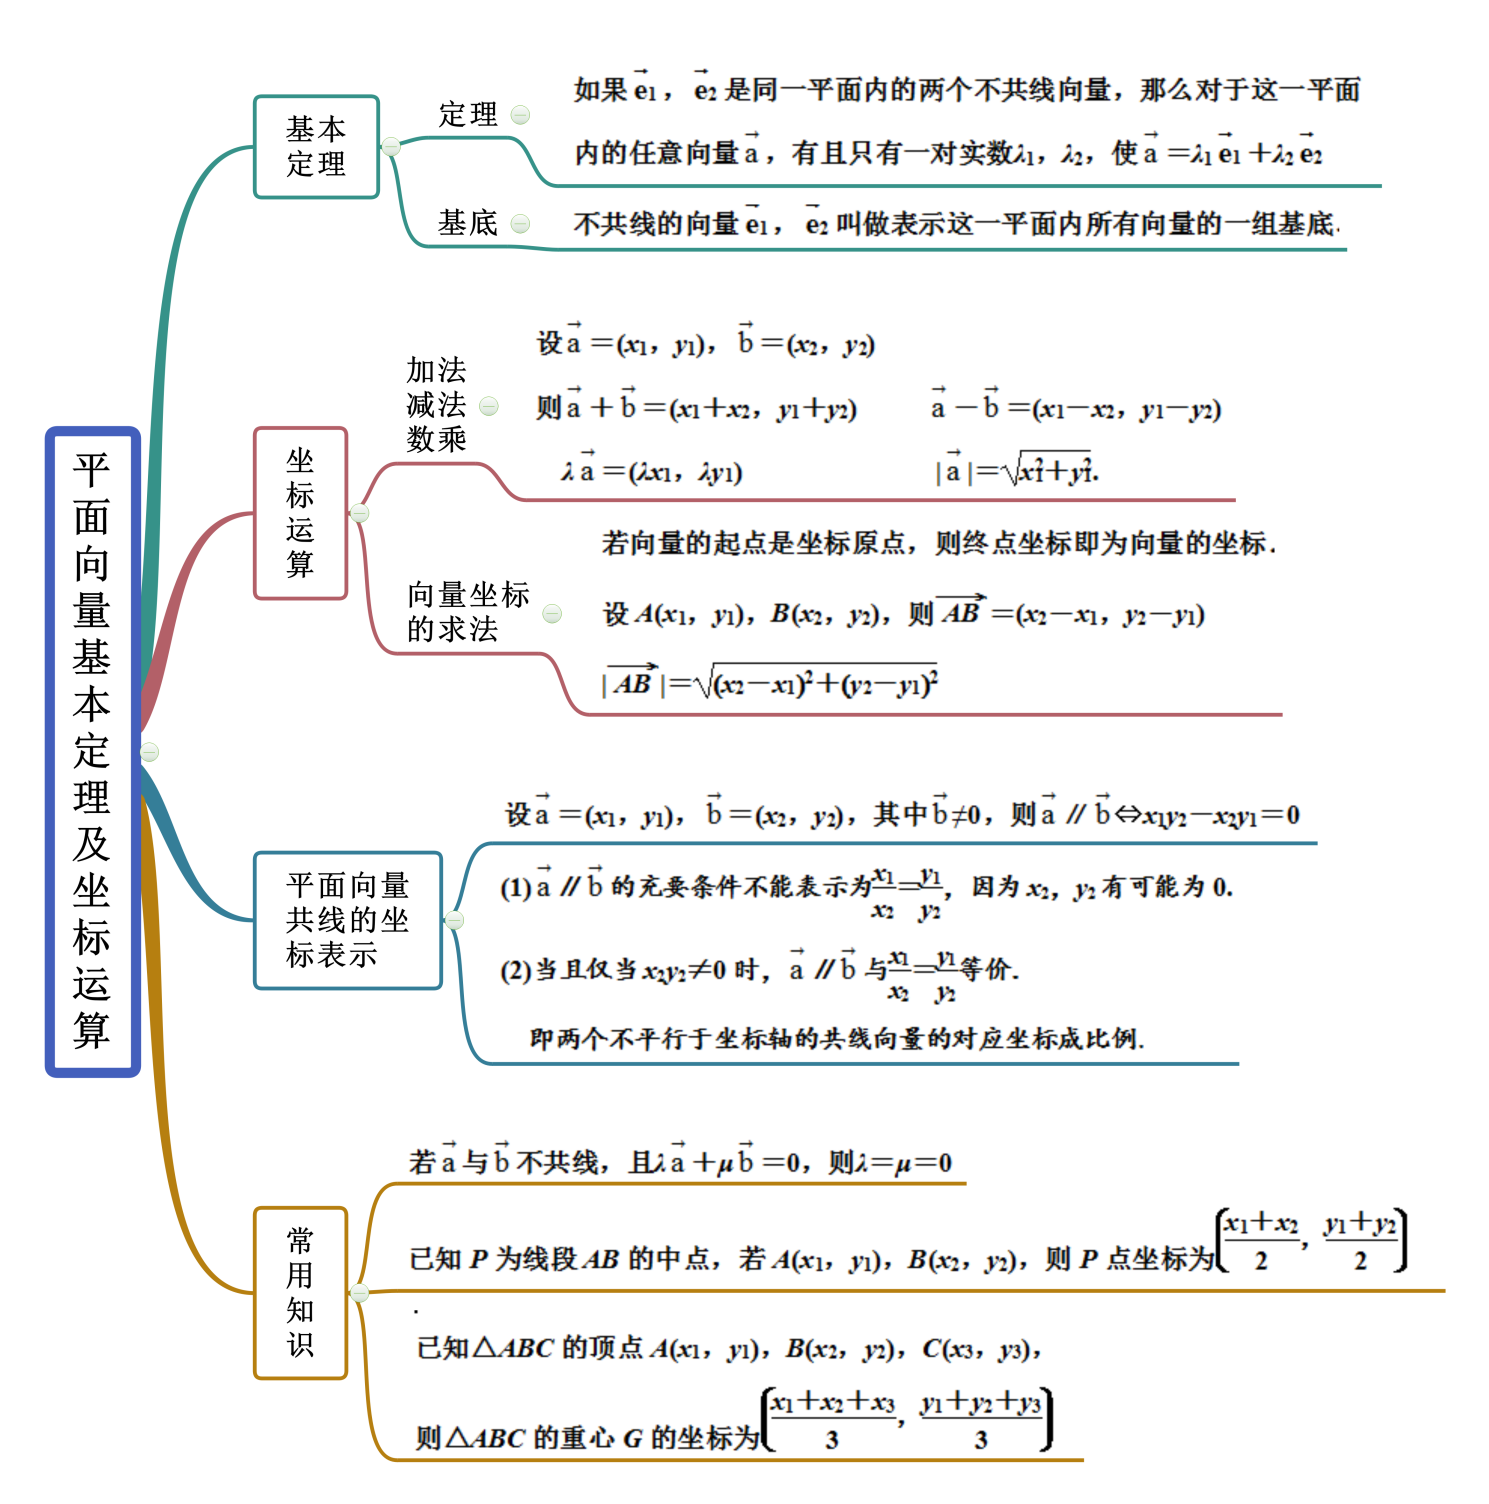 平面向量基本定理及坐标运算
基本
定理
定理
如果e⃗₁，e⃗₂是同一平面内的两个不共线向量，那么对于这一平面
内的任意向量a⃗，有且只有一对实数λ₁，λ₂，使a⃗=λ₁e⃗₁+λ₂e⃗₂
基底
不共线的向量e⃗₁，e⃗₂叫做表示这一平面内所有向量的一组基底.
坐标运算
加法
减法
数乘
设a⃗=(x₁，y₁)，b⃗=(x₂，y₂)
则a⃗+b⃗=(x₁+x₂，y₁+y₂) a⃗-b⃗=(x₁-x₂，y₁-y₂)
λa⃗=(λx₁，λy₁) |a⃗|=√(x₁²+y₁²).
向量坐标
的求法
若向量的起点是坐标原点，则终点坐标即为向量的坐标.
设A(x₁，y₁)，B(x₂，y₂)，则AB→=(x₂-x₁，y₂-y₁)
|AB→|=√((x₂-x₁)²+(y₂-y₁)²)
平面向量
共线的坐
标表示
设a⃗=(x₁，y₁)，b⃗=(x₂，y₂)，其中b⃗≠0，则a⃗∥b⃗⇔x₁y₂-x₂y₁=0
(1)a⃗∥b⃗的充要条件不能表示为x₁/x₂=y₁/y₂，因为x₂，y₂有可能为0.
(2)当且仅当x₂y₂≠0时，a⃗∥b⃗与x₁/x₂=y₁/y₂等价.
即两个不平行于坐标轴的共线向量的对应坐标成比例.
常用知识
若a⃗与b⃗不共线，且λa⃗+μb⃗=0，则λ=μ=0
已知P为线段AB的中点，若A(x₁，y₁)，B(x₂，y₂)，则P点坐标为((x₁+x₂)/2，(y₁+y₂)/2)
.
已知△ABC的顶点A(x₁，y₁)，B(x₂，y₂)，C(x₃，y₃)，
则△ABC的重心G的坐标为((x₁+x₂+x₃)/3，(y₁+y₂+y₃)/3)